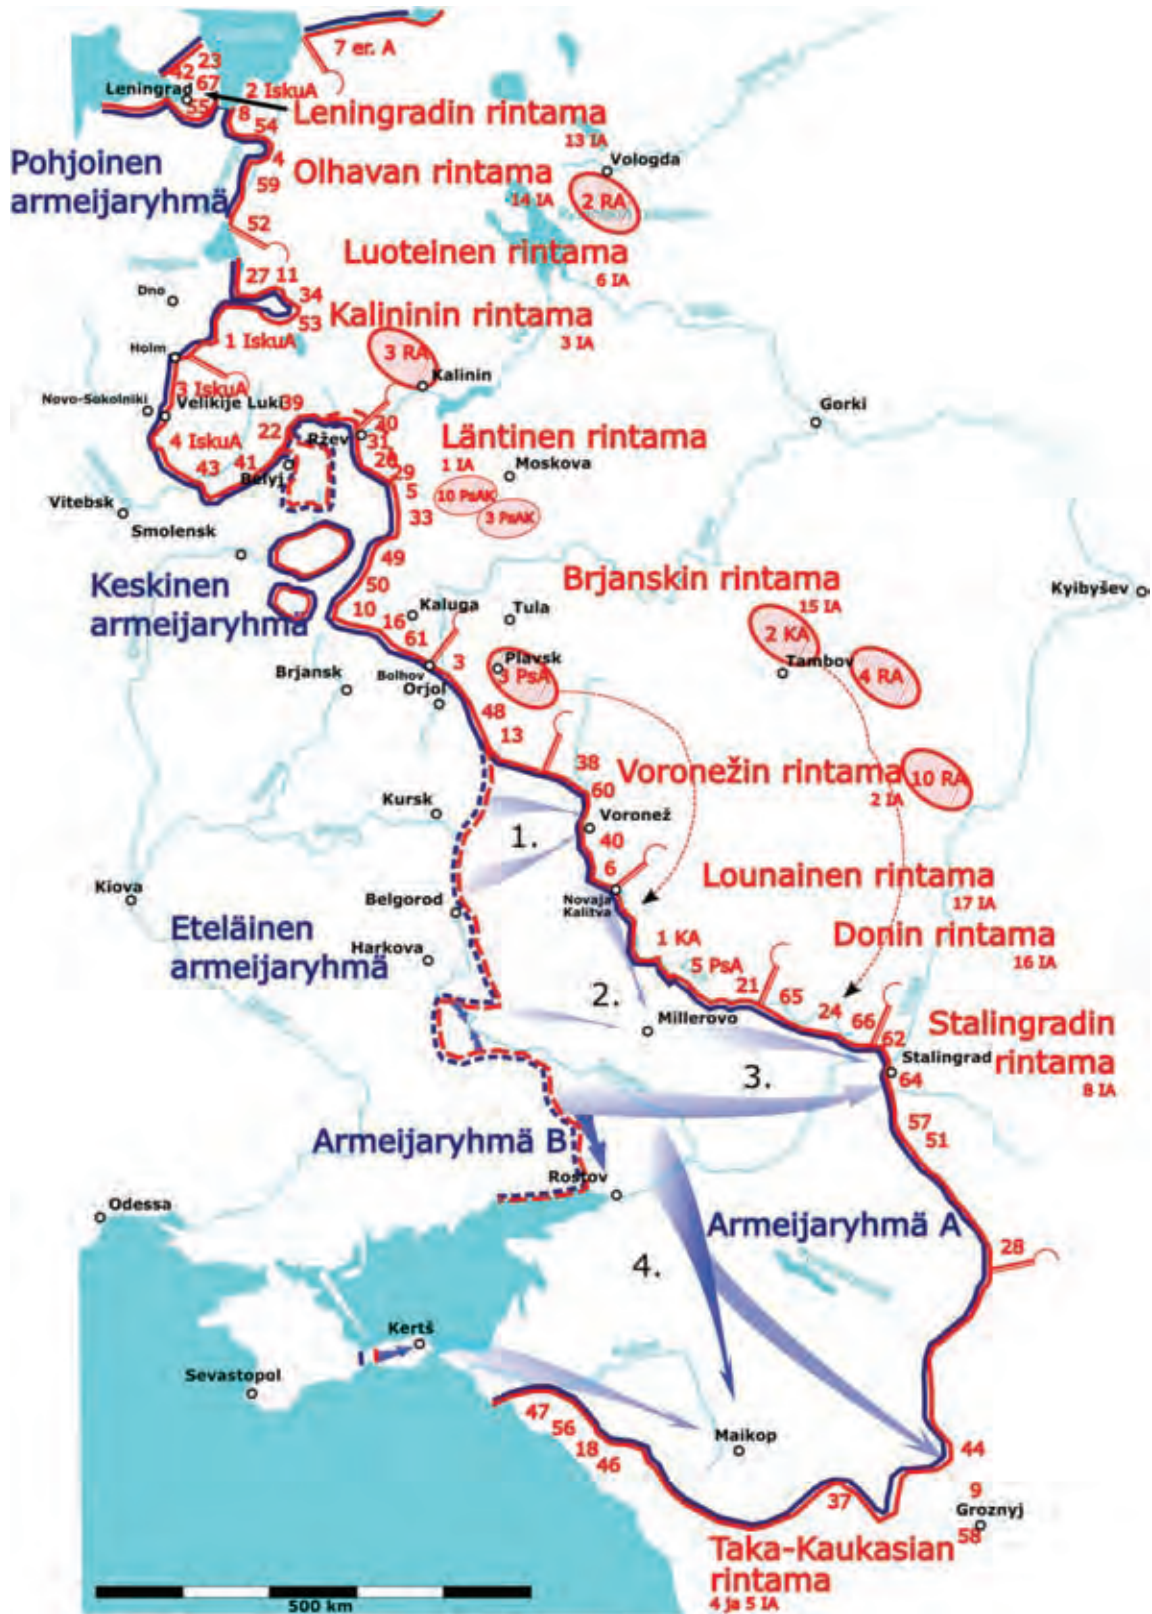 7 er. A
23
42
67
Leningrad
55
2 IskuA
8
54
Leningradin rintama
13 IA
Vologda
Pohjoinen
armeijaryhmä
4
59
Olhavan rintama
14 IA
2 RA
52
Luoteinen rintama
6 IA
27
11
34
53
Dno
Kalininin rintama
3 IA
1 IskuA
Holm
3 RA
Kalinin
3 IskuA
Novo-Sokolniki
Velikije Luki
39
22
Ržev
30
31
29
Läntinen rintama
1 IA
Gorki
4 IskuA
43
41
Belyj
5
33
Moskova
10 PsAK
3 PsAK
Vitebsk
Smolensk
49
50
10
16
Kaluga
Tula
61
Keskinen
armeijaryhmä
Brjanskin rintama
15 IA
Kyibyšev
2 KA
Tambov
4 RA
3
Plavsk
3 PsA
Brjansk
Bolhov
Orjol
48
13
38
60
Voronežin rintama
2 IA
10 RA
Kursk
1.
Voronež
40
6
Kiova
Belgorod
Novaja
Kalitva
Lounainen rintama
17 IA
Eteläinen
armeijaryhmä
Harkova
1 KA
5 PsA
21
Donin rintama
16 IA
2.
65
24
66
62
Millerovo
Stalingradin
rintama
8 IA
Stalingrad
64
3.
57
51
Armeijaryhmä B
Rostov
Odessa
Armeijaryhmä A
28
4.
Kertš
Sevastopol
47
56
18
46
Maikop
44
37
9
Groznyj
58
Taka-Kaukasian
rintama
4 ja 5 IA
500 km